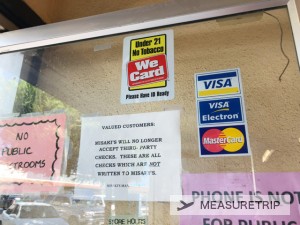 Under 21
No Tobacco
We
Card
Please Have ID Ready
VISA
VISA
Electron
MasterCard
VALUED CUSTOMERS:
MISAKI'S WILL NO LONGER
ACCEPT THIRD-PARTY
CHECKS. THESE ARE ALL
CHECKS WHICH ARE NOT
WRITTEN TO MISAKI'S.
NO
PUBLIC
RESTROOMS
PHONE IS NOT
FOR PUBLIC
STORE HOURS
MEASURETRIP